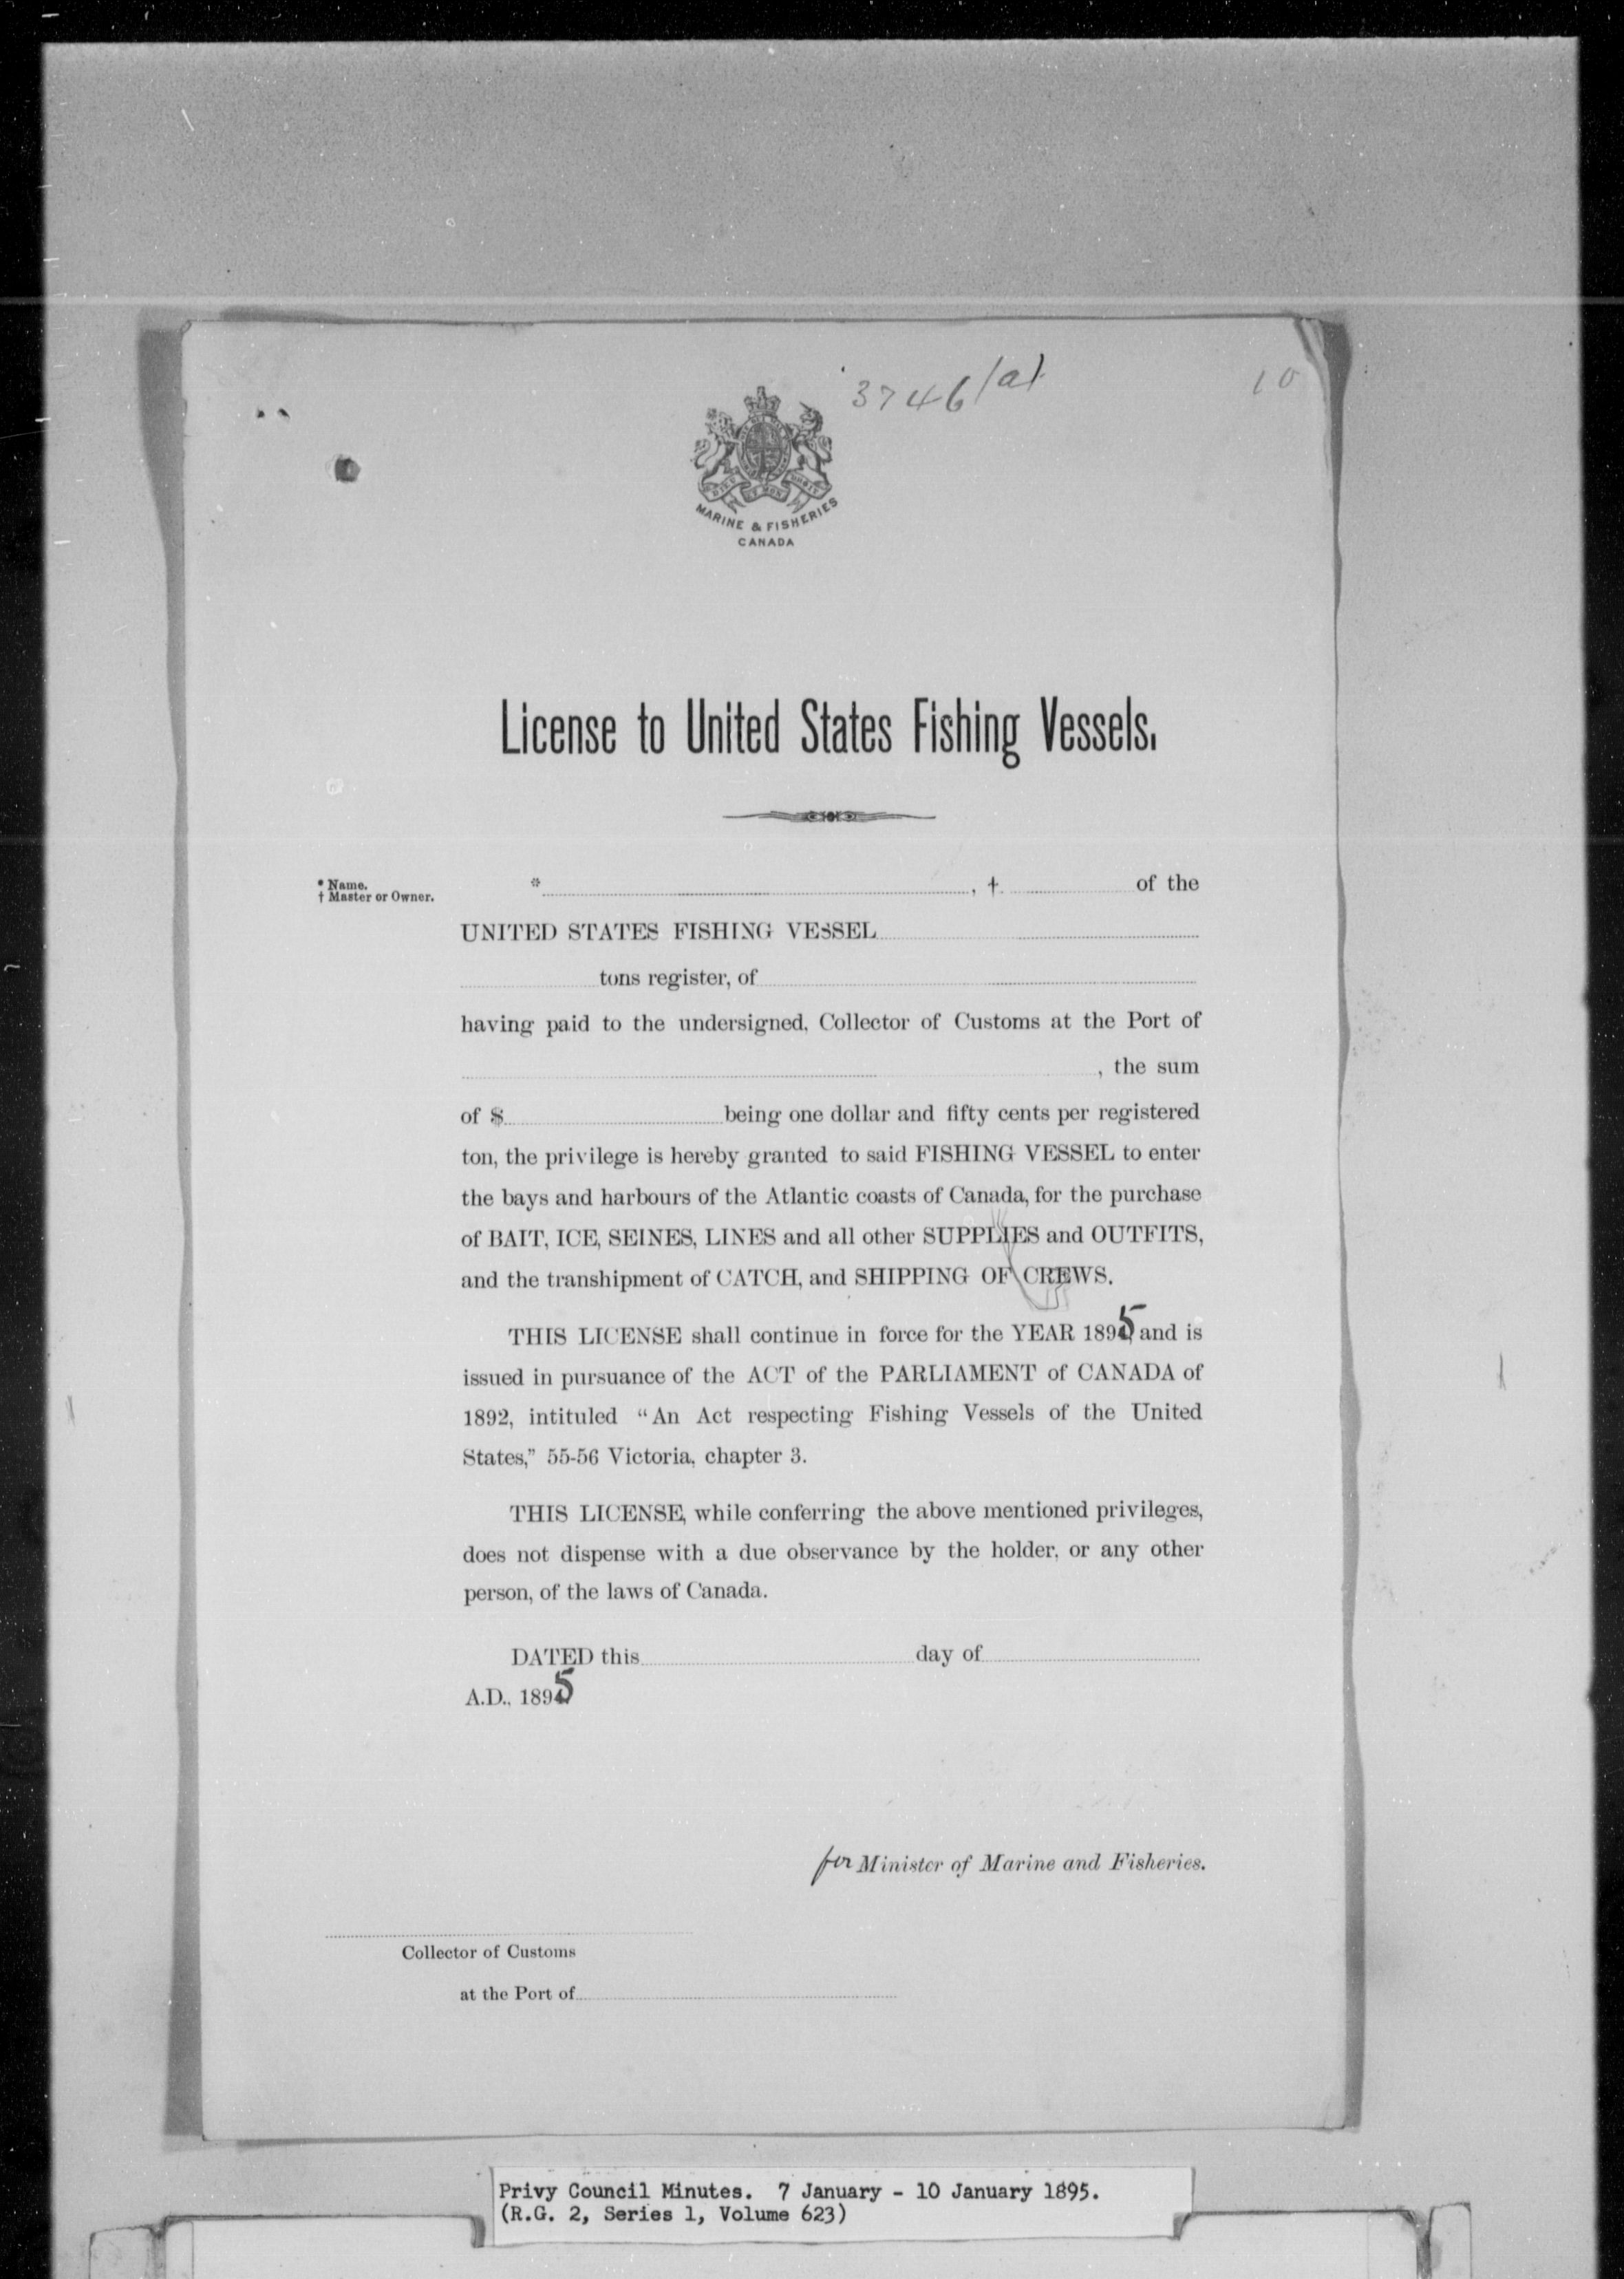 3746/a/
10
DIEU ET MON DROIT
MARINE & FISHERIES
CANADA
License to United States Fishing Vessels.
* Name.
† Master or Owner.
* , † of the
UNITED STATES FISHING VESSEL
tons register, of
having paid to the undersigned, Collector of Customs at the Port of
, the sum
of $ being one dollar and fifty cents per registered
ton, the privilege is hereby granted to said FISHING VESSEL to enter
the bays and harbours of the Atlantic coasts of Canada, for the purchase
of BAIT, ICE, SEINES, LINES and all other SUPPLIES and OUTFITS,
and the transhipment of CATCH, and SHIPPING OF CREWS.
THIS LICENSE shall continue in force for the YEAR 1895, and is
issued in pursuance of the ACT of the PARLIAMENT of CANADA of
1892, intituled “An Act respecting Fishing Vessels of the United
States,” 55-56 Victoria, chapter 3.
THIS LICENSE, while conferring the above mentioned privileges,
does not dispense with a due observance by the holder, or any other
person, of the laws of Canada.
DATED this day of
A.D., 1895
for Minister of Marine and Fisheries.
Collector of Customs
at the Port of
Privy Council Minutes. 7 January - 10 January 1895.
(R.G. 2, Series 1, Volume 623)